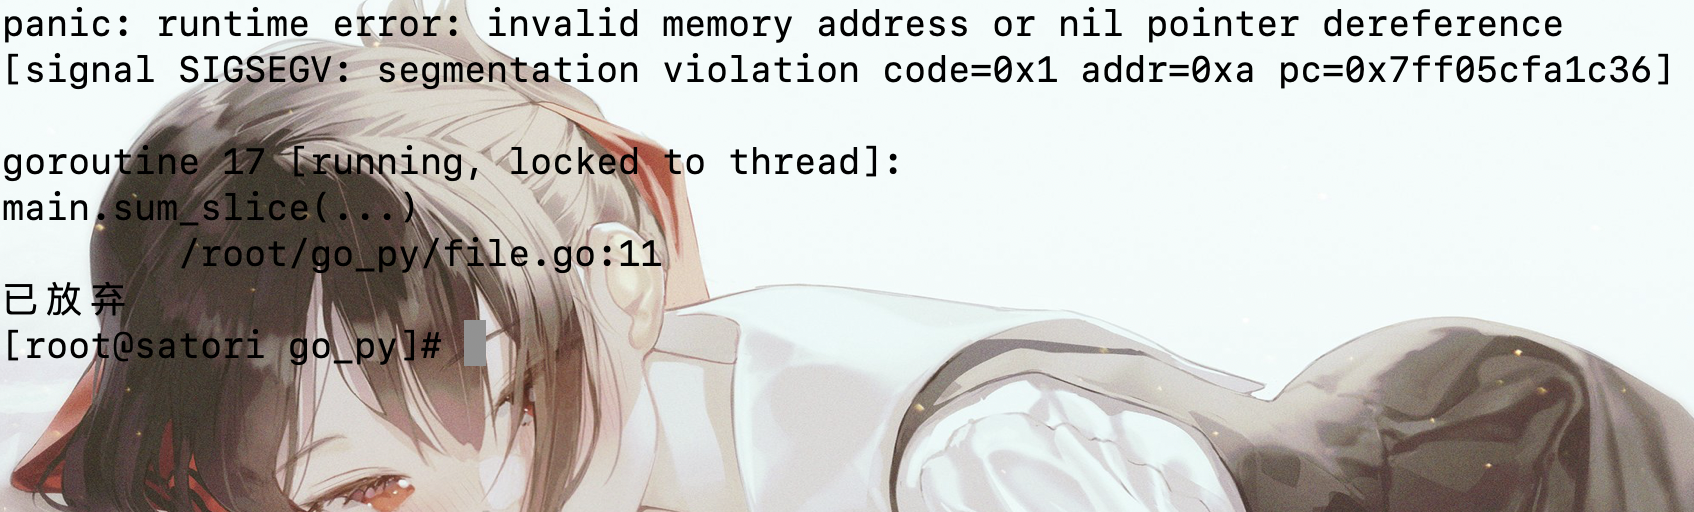 panic: runtime error: invalid memory address or nil pointer dereference
[signal SIGSEGV: segmentation violation code=0x1 addr=0xa pc=0x7ff05cfa1c36]
goroutine 17 [running, locked to thread]:
main.sum_slice(...)
/root/go_py/file.go:11
已放弃
[root@satori go_py]#